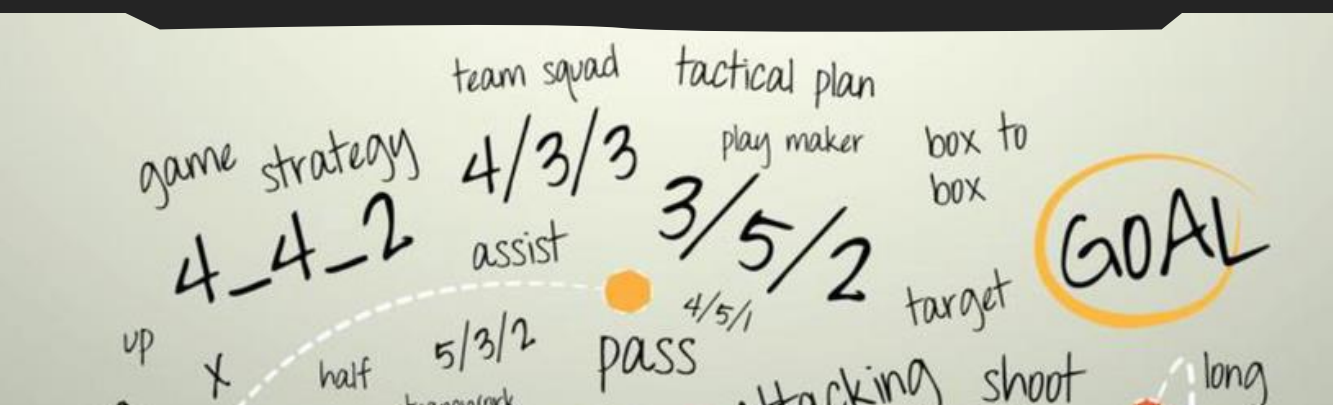 team squad
tactical plan
game strategy
4/3/3
play maker
box to
box
4_4_2
assist
3/5/2
GOAL
4/5/1
target
up
x
half
5/3/2
pass
attacking
shoot
long